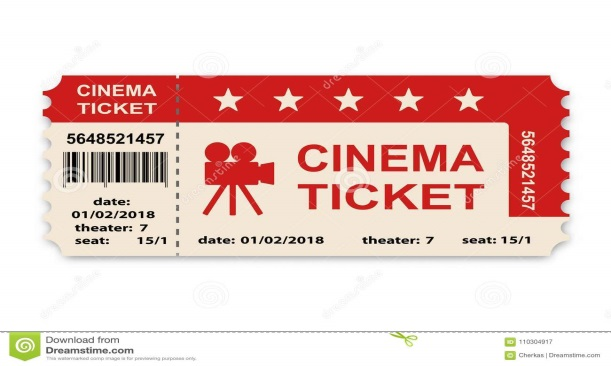 CINEMA
TICKET
5648521457
date:
01/02/2018
theater: 7
seat: 15/1
CINEMA
TICKET
date: 01/02/2018 theater: 7 seat: 15/1
5648521457
Download from
Dreamstime.com
This watermarked comp image is for previewing purposes only.
ID 110304917
Cherkas | Dreamstime.com